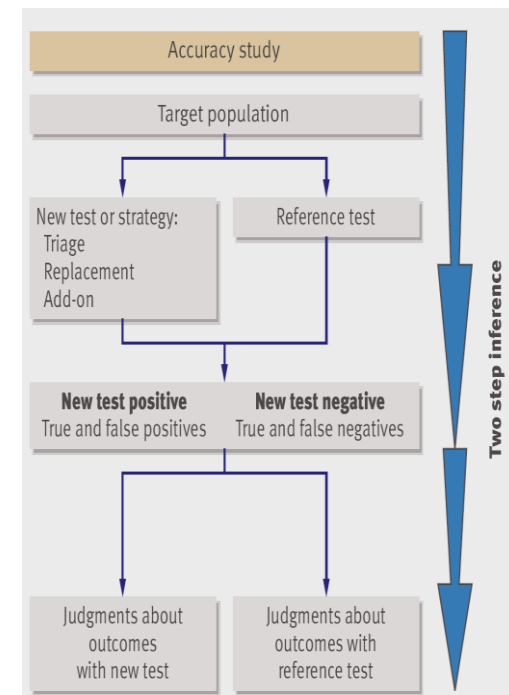 Accuracy study
Target population
New test or strategy:
Triage
Replacement
Add-on
Reference test
New test positive
True and false positives
New test negative
True and false negatives
Judgments about
outcomes
with new test
Judgments about
outcomes with
reference test
Two step inference